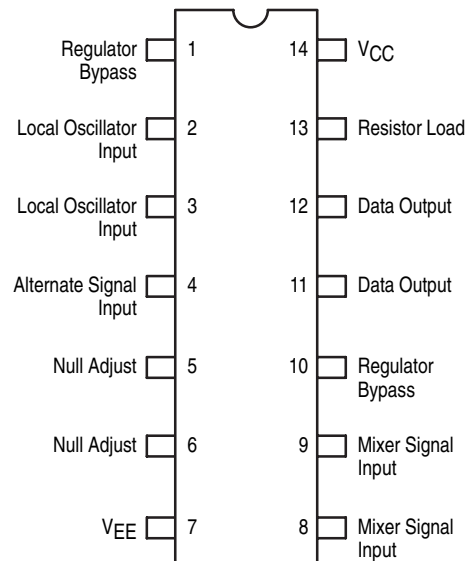 Regulator
Bypass
1
14
VCC
Local Oscillator
Input
2
13
Resistor Load
Local Oscillator
Input
3
12
Data Output
Alternate Signal
Input
4
11
Data Output
Null Adjust
5
10
Regulator
Bypass
Null Adjust
6
9
Mixer Signal
Input
VEE
7
8
Mixer Signal
Input